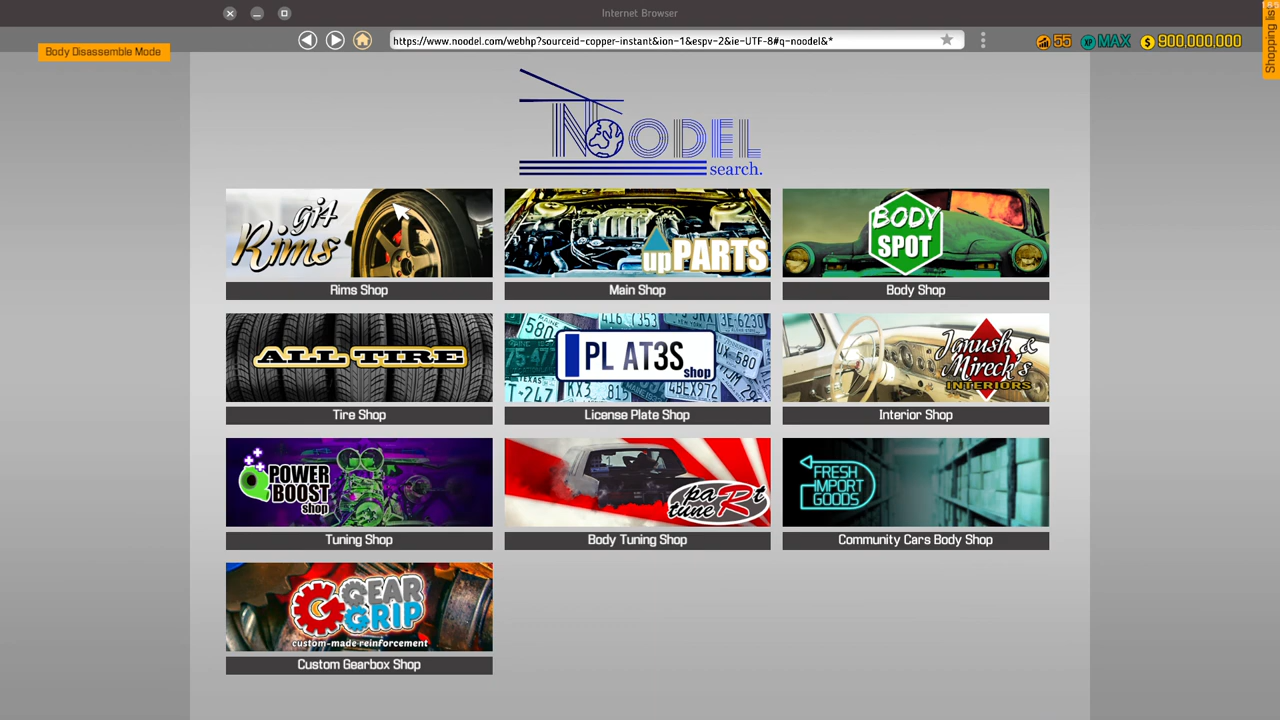 Internet Browser
https://www.noodel.com/webhp?sourceid-copper-instant&ion-1&espv-2&ie-UTF-8#q-noodel&*
Body Disassemble Mode
55
XP MAX
$ 900,000,000
Shopping list
NOODEL
search.
gj4
Rims
Rims Shop
upPARTS
Main Shop
BODY
SPOT
Body Shop
ALL TIRE
Tire Shop
PL AT3S
shop
License Plate Shop
Janush &
Mireck's
INTERIORS
Interior Shop
POWER
BOOST
shop
Tuning Shop
paRt
tune
Body Tuning Shop
FRESH
IMPORT
GOODS
Community Cars Body Shop
GEAR
GRIP
custom-made reinforcement
Custom Gearbox Shop